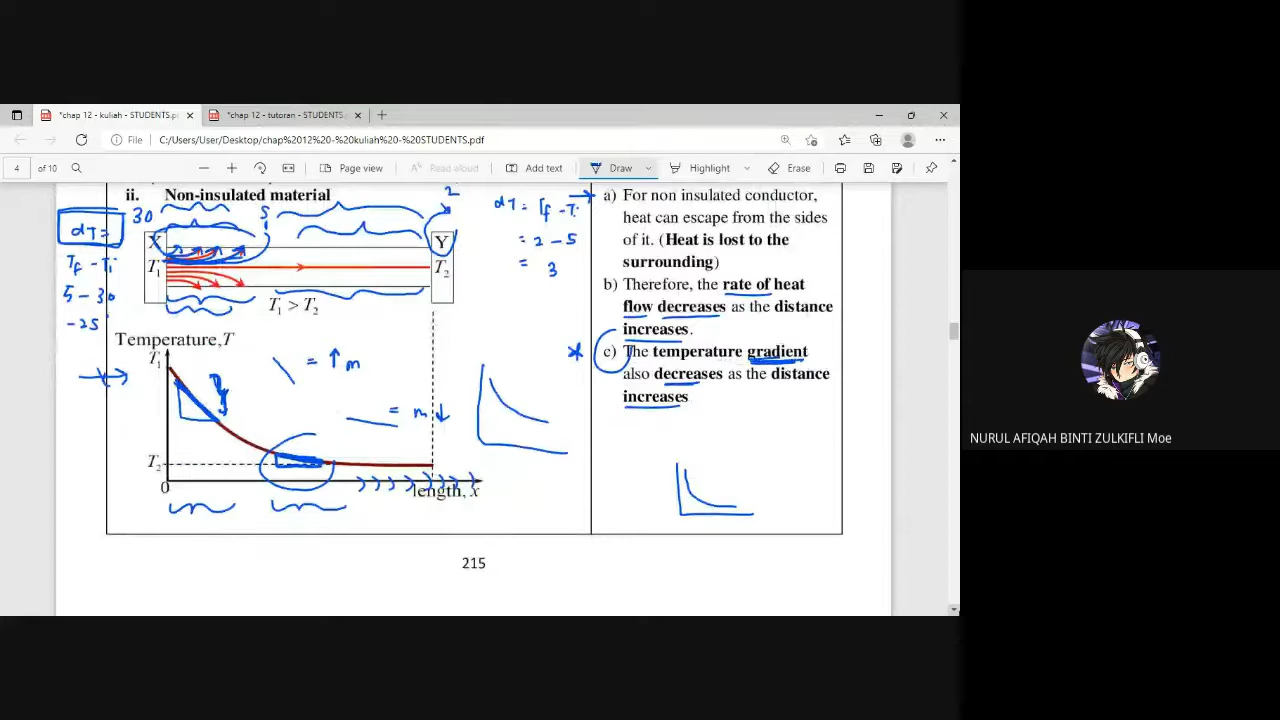 *chap 12 - kuliah - STUDENTS.p
*chap 12 - tutoran - STUDENTS.
File
C:/Users/User/Desktop/chap%2012%20-%20kuliah%20-%20STUDENTS.pdf
4 of 10
Page view
Read aloud
Add text
Draw
Highlight
Erase
ii. Non-insulated material
dT =
Tf - Ti
5 - 30
-25
30
5
2
X
Y
T1
T2
T1 > T2
dT = Tf - Ti
= 2 - 5
= 3
Temperature, T
T1
T2
0
length, x
= ↑ m
= m ↓
a) For non insulated conductor,
heat can escape from the sides
of it. (Heat is lost to the
surrounding)
b) Therefore, the rate of heat
flow decreases as the distance
increases.
c) The temperature gradient
also decreases as the distance
increases
215
NURUL AFIQAH BINTI ZULKIFLI Moe